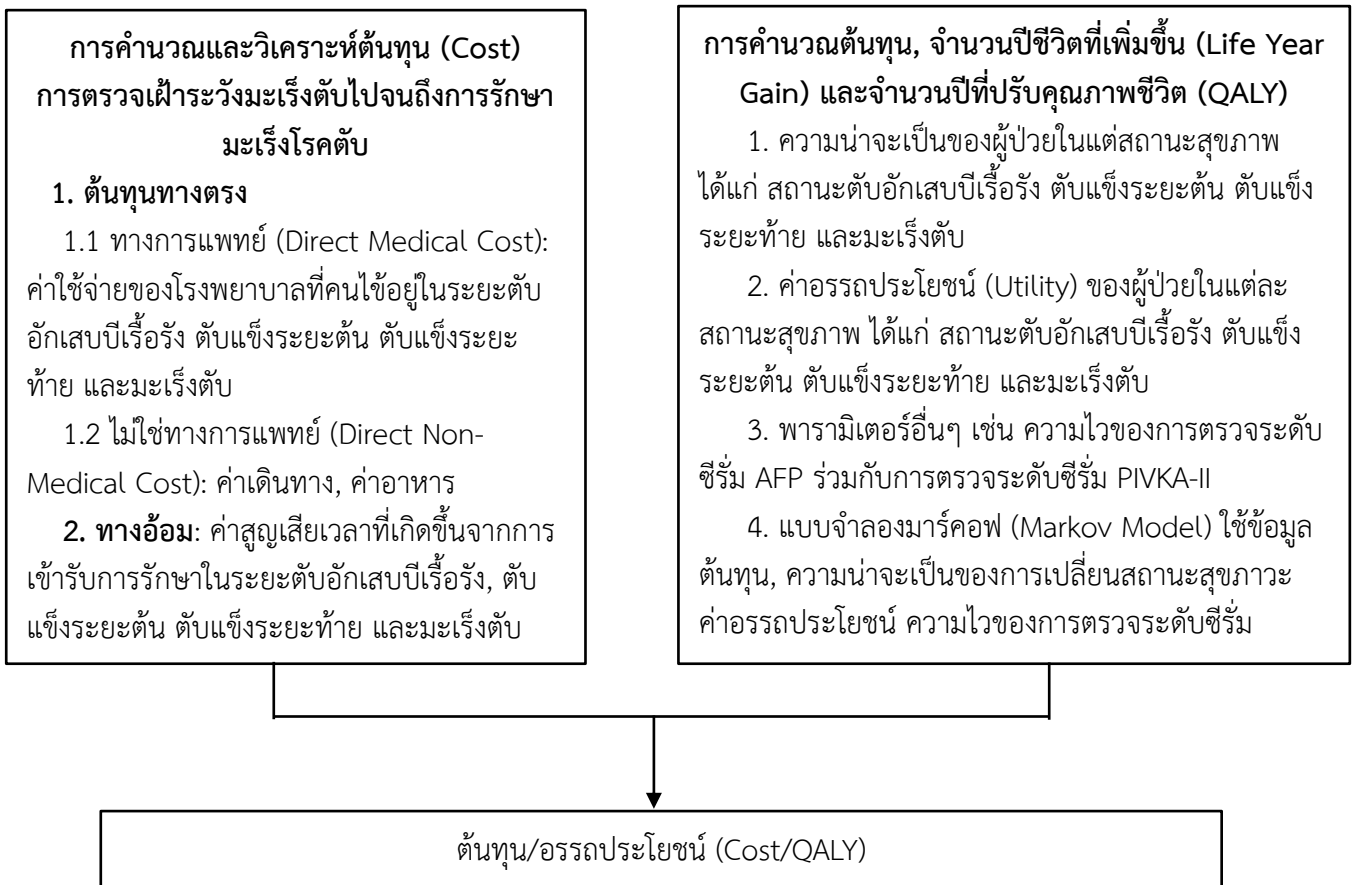 การคำนวณและวิเคราะห์ต้นทุน (Cost)
การตรวจเฝ้าระวังมะเร็งตับไปจนถึงการรักษา
มะเร็งโรคตับ
1. ต้นทุนทางตรง
1.1 ทางการแพทย์ (Direct Medical Cost):
ค่าใช้จ่ายของโรงพยาบาลที่คนไข้อยู่ในระยะตับ
อักเสบบีเรื้อรัง ตับแข็งระยะต้น ตับแข็งระยะ
ท้าย และมะเร็งตับ
1.2 ไม่ใช่ทางการแพทย์ (Direct Non-
Medical Cost): ค่าเดินทาง, ค่าอาหาร
2. ทางอ้อม: ค่าสูญเสียเวลาที่เกิดขึ้นจากการ
เข้ารับการรักษาในระยะตับอักเสบบีเรื้อรัง, ตับ
แข็งระยะต้น ตับแข็งระยะท้าย และมะเร็งตับ
การคำนวณต้นทุน, จำนวนปีชีวิตที่เพิ่มขึ้น (Life Year
Gain) และจำนวนปีที่ปรับคุณภาพชีวิต (QALY)
1. ความน่าจะเป็นของผู้ป่วยในแต่สถานะสุขภาพ
ได้แก่ สถานะตับอักเสบบีเรื้อรัง ตับแข็งระยะต้น ตับแข็ง
ระยะท้าย และมะเร็งตับ
2. ค่าอรรถประโยชน์ (Utility) ของผู้ป่วยในแต่ละ
สถานะสุขภาพ ได้แก่ สถานะตับอักเสบบีเรื้อรัง ตับแข็ง
ระยะต้น ตับแข็งระยะท้าย และมะเร็งตับ
3. พารามิเตอร์อื่นๆ เช่น ความไวของการตรวจระดับ
ซีรั่ม AFP ร่วมกับการตรวจระดับซีรั่ม PIVKA-II
4. แบบจำลองมาร์คอฟ (Markov Model) ใช้ข้อมูล
ต้นทุน, ความน่าจะเป็นของการเปลี่ยนสถานะสุขภาวะ
ค่าอรรถประโยชน์ ความไวของการตรวจระดับซีรั่ม
ต้นทุน/อรรถประโยชน์ (Cost/QALY)